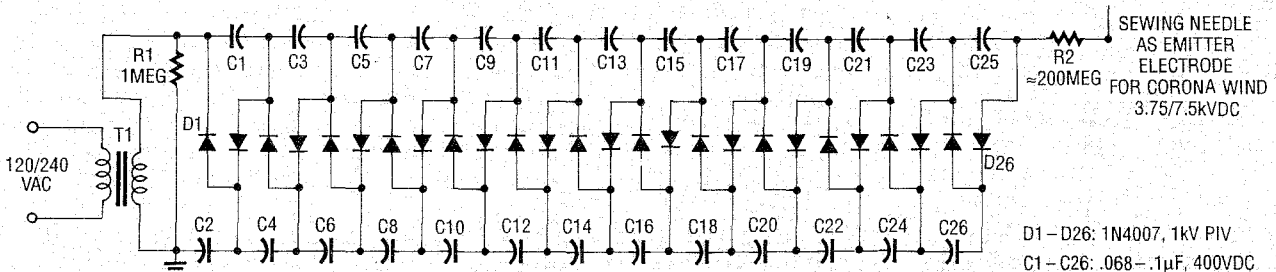 R1
1MEG
C1 C3 C5 C7 C9 C11 C13 C15 C17 C19 C21 C23 C25
R2
≈200MEG
SEWING NEEDLE
AS EMITTER
ELECTRODE
FOR CORONA WIND
3.75/7.5kVDC
D1
T1
120/240
VAC
D26
C2 C4 C6 C8 C10 C12 C14 C16 C18 C20 C22 C24 C26
D1–D26: 1N4007, 1kV PIV
C1–C26: .068–.1µF, 400VDC